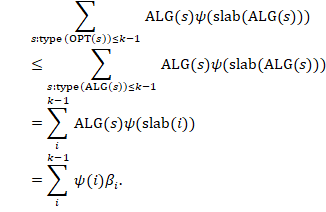 ∑_{s:type(OPT(s))≤k−1} ALG(s)ψ(slab(ALG(s)))
≤ ∑_{s:type(ALG(s))≤k−1} ALG(s)ψ(slab(ALG(s)))
= ∑_{i}^{k−1} ALG(s)ψ(slab(i))
= ∑_{i}^{k−1} ψ(i)β_i.